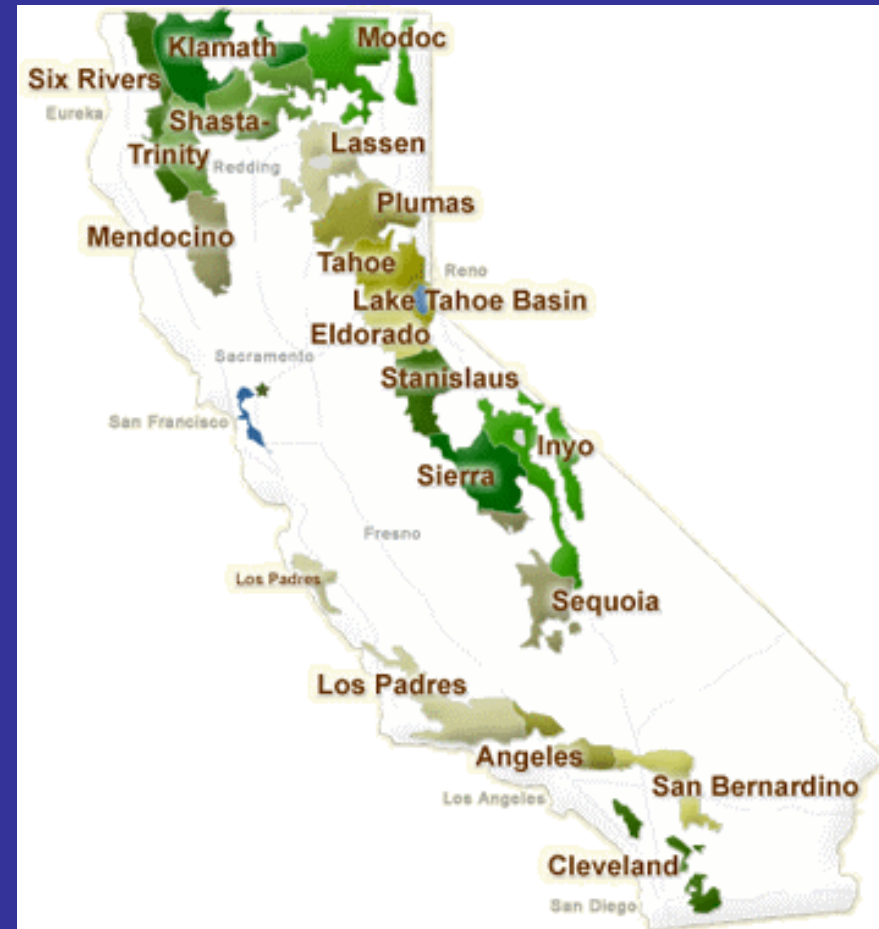 Klamath
Modoc
Six Rivers
Eureka
Shasta-
Trinity
Redding
Lassen
Plumas
Mendocino
Tahoe
Reno
Lake Tahoe Basin
Eldorado
Sacramento
Stanislaus
San Francisco
Inyo
Sierra
Fresno
Los Padres
Sequoia
Los Padres
Angeles
San Bernardino
Los Angeles
Cleveland
San Diego